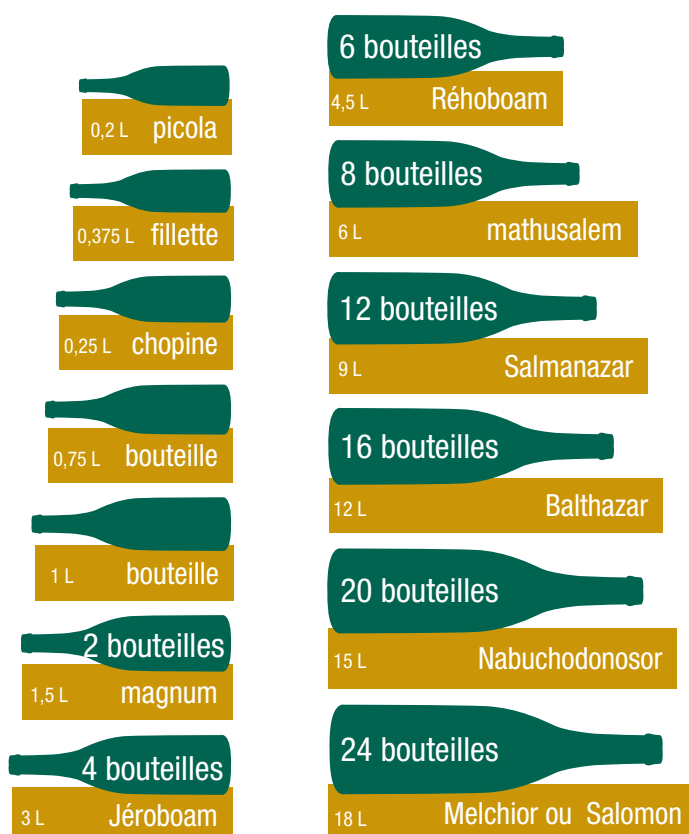 0,2 L picola
0,375 L fillette
0,25 L chopine
0,75 L bouteille
1 L bouteille
2 bouteilles
1,5 L magnum
4 bouteilles
3 L Jéroboam
6 bouteilles
4,5 L Réhoboam
8 bouteilles
6 L mathusalem
12 bouteilles
9 L Salmanazar
16 bouteilles
12 L Balthazar
20 bouteilles
15 L Nabuchodonosor
24 bouteilles
18 L Melchior ou Salomon